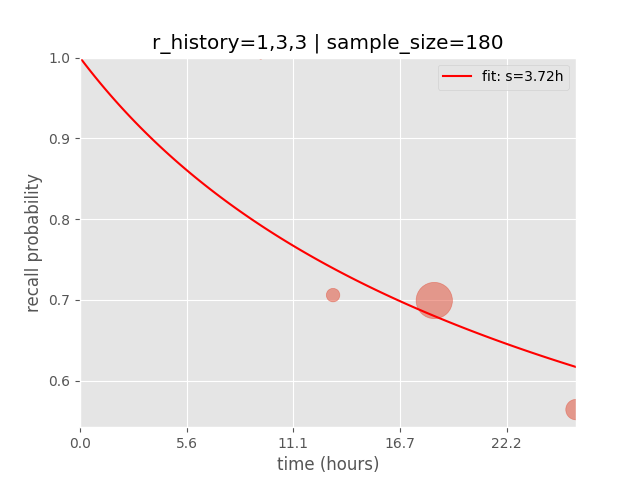 r_history=1,3,3 | sample_size=180
fit: s=3.72h
recall probability
1.0
0.9
0.8
0.7
0.6
0.0 5.6 11.1 16.7 22.2
time (hours)